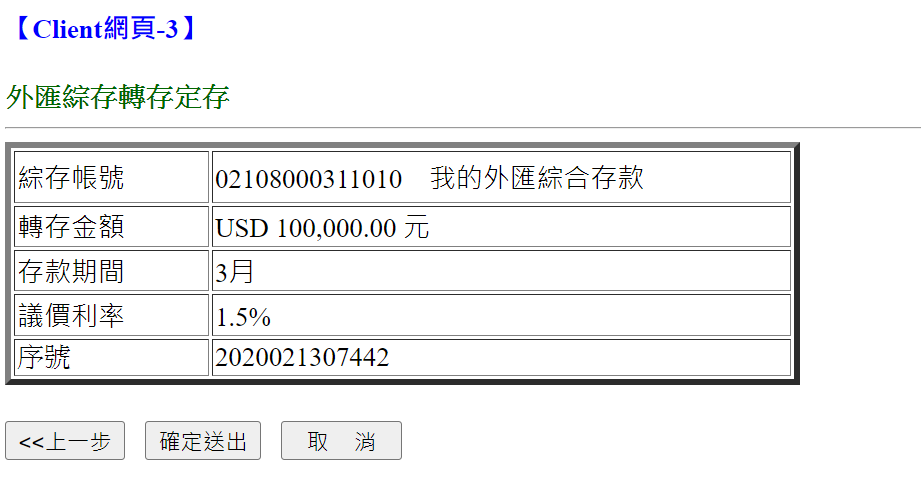 【Client網頁-3】
外匯綜存轉存定存
綜存帳號 02108000311010 我的外匯綜合存款
轉存金額 USD 100,000.00 元
存款期間 3月
議價利率 1.5%
序號 2020021307442
<<上一步 確定送出 取 消